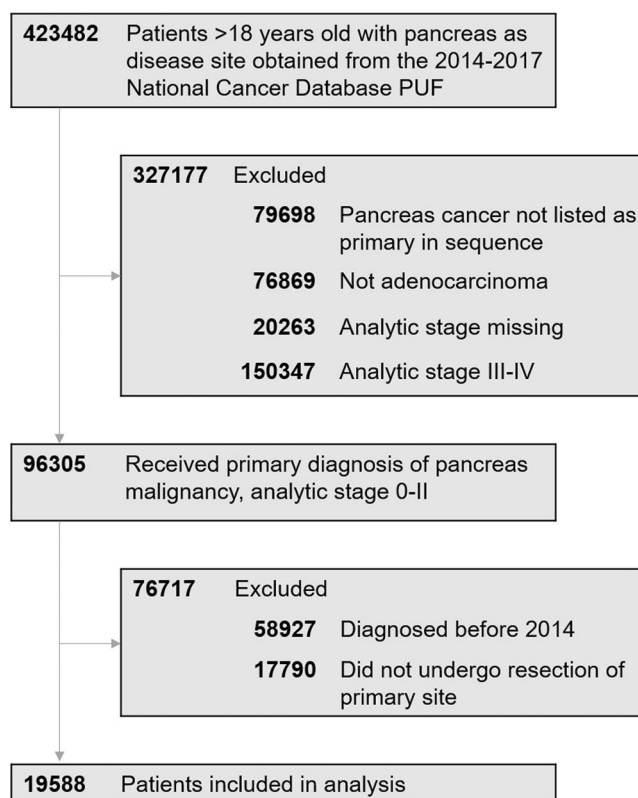 423482 Patients >18 years old with pancreas as
disease site obtained from the 2014-2017
National Cancer Database PUF
327177 Excluded
79698 Pancreas cancer not listed as
primary in sequence
76869 Not adenocarcinoma
20263 Analytic stage missing
150347 Analytic stage III-IV
96305 Received primary diagnosis of pancreas
malignancy, analytic stage 0-II
76717 Excluded
58927 Diagnosed before 2014
17790 Did not undergo resection of
primary site
19588 Patients included in analysis